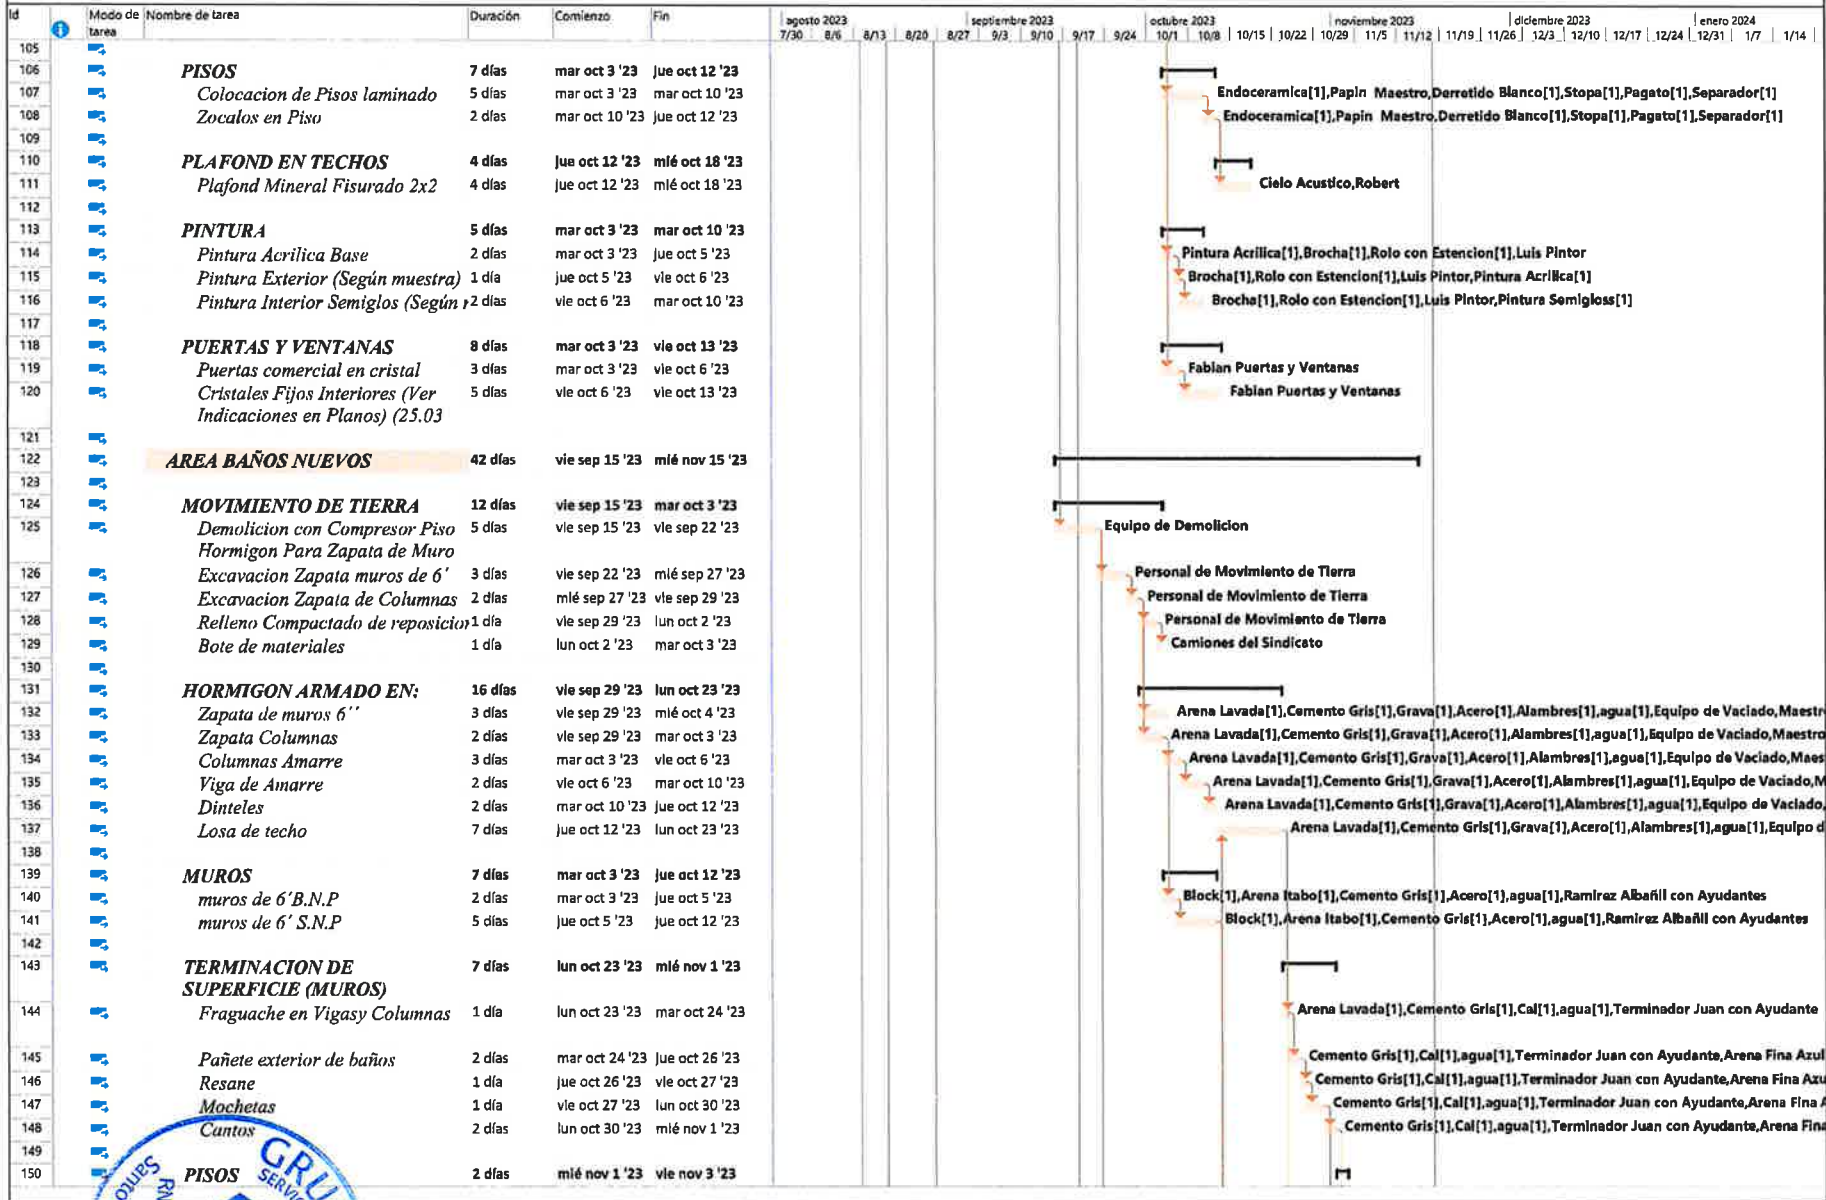 Id Modo de tarea Nombre de tarea Duración Comienzo Fin
agosto 2023 septiembre 2023 octubre 2023 noviembre 2023 diciembre 2023 enero 2024
7/30 8/6 8/13 8/20 8/27 9/3 9/10 9/17 9/24 10/1 10/8 10/15 10/22 10/29 11/5 11/12 11/19 11/26 12/3 12/10 12/17 12/24 12/31 1/7 1/14
105
106 PISOS 7 días mar oct 3 '23 jue oct 12 '23
107 Colocacion de Pisos laminado 5 días mar oct 3 '23 mar oct 10 '23 Endoceramica[1],Papin Maestro,Derretido Blanco[1],Stopa[1],Pagato[1],Separador[1]
108 Zocalos en Piso 2 días mar oct 10 '23 jue oct 12 '23 Endoceramica[1],Papin Maestro,Derretido Blanco[1],Stopa[1],Pagato[1],Separador[1]
109
110 PLAFOND EN TECHOS 4 días jue oct 12 '23 mié oct 18 '23
111 Plafond Mineral Fisurado 2x2 4 días jue oct 12 '23 mié oct 18 '23 Cielo Acustico,Robert
112
113 PINTURA 5 días mar oct 3 '23 mar oct 10 '23
114 Pintura Acrilica Base 2 días mar oct 3 '23 jue oct 5 '23 Pintura Acrilica[1],Brocha[1],Rolo con Estencion[1],Luis Pintor
115 Pintura Exterior (Según muestra) 1 día jue oct 5 '23 vie oct 6 '23 Brocha[1],Rolo con Estencion[1],Luis Pintor,Pintura Acrilica[1]
116 Pintura Interior Semiglos (Según r 2 días vie oct 6 '23 mar oct 10 '23 Brocha[1],Rolo con Estencion[1],Luis Pintor,Pintura Semigloss[1]
117
118 PUERTAS Y VENTANAS 8 días mar oct 3 '23 vie oct 13 '23
119 Puertas comercial en cristal 3 días mar oct 3 '23 vie oct 6 '23 Fabian Puertas y Ventanas
120 Cristales Fijos Interiores (Ver 5 días vie oct 6 '23 vie oct 13 '23 Fabian Puertas y Ventanas
Indicaciones en Planos) (25.03
121
122 AREA BAÑOS NUEVOS 42 días vie sep 15 '23 mié nov 15 '23
123
124 MOVIMIENTO DE TIERRA 12 días vie sep 15 '23 mar oct 3 '23
125 Demolicion con Compresor Piso 5 días vie sep 15 '23 vie sep 22 '23 Equipo de Demolicion
Hormigon Para Zapata de Muro
126 Excavacion Zapata muros de 6' 3 días vie sep 22 '23 mié sep 27 '23 Personal de Movimiento de Tierra
127 Excavacion Zapata de Columnas 2 días mié sep 27 '23 vie sep 29 '23 Personal de Movimiento de Tierra
128 Relleno Compactado de reposicion 1 día vie sep 29 '23 lun oct 2 '23 Personal de Movimiento de Tierra
129 Bote de materiales 1 día lun oct 2 '23 mar oct 3 '23 Camiones del Sindicato
130
131 HORMIGON ARMADO EN: 16 días vie sep 29 '23 lun oct 23 '23
132 Zapata de muros 6'' 3 días vie sep 29 '23 mié oct 4 '23 Arena Lavada[1],Cemento Gris[1],Grava[1],Acero[1],Alambres[1],agua[1],Equipo de Vaciado,Maestr
133 Zapata Columnas 2 días vie sep 29 '23 mar oct 3 '23 Arena Lavada[1],Cemento Gris[1],Grava[1],Acero[1],Alambres[1],agua[1],Equipo de Vaciado,Maestro
134 Columnas Amarre 3 días mar oct 3 '23 vie oct 6 '23 Arena Lavada[1],Cemento Gris[1],Grava[1],Acero[1],Alambres[1],agua[1],Equipo de Vaciado,Maes
135 Viga de Amarre 2 días vie oct 6 '23 mar oct 10 '23 Arena Lavada[1],Cemento Gris[1],Grava[1],Acero[1],Alambres[1],agua[1],Equipo de Vaciado,M
136 Dinteles 2 días mar oct 10 '23 jue oct 12 '23 Arena Lavada[1],Cemento Gris[1],Grava[1],Acero[1],Alambres[1],agua[1],Equipo de Vaciado,
137 Losa de techo 7 días jue oct 12 '23 lun oct 23 '23 Arena Lavada[1],Cemento Gris[1],Grava[1],Acero[1],Alambres[1],agua[1],Equipo d
138
139 MUROS 7 días mar oct 3 '23 jue oct 12 '23
140 muros de 6'B.N.P 2 días mar oct 3 '23 jue oct 5 '23 Block[1],Arena Itabo[1],Cemento Gris[1],Acero[1],agua[1],Ramirez Albañil con Ayudantes
141 muros de 6' S.N.P 5 días jue oct 5 '23 jue oct 12 '23 Block[1],Arena Itabo[1],Cemento Gris[1],Acero[1],agua[1],Ramirez Albañil con Ayudantes
142
143 TERMINACION DE 7 días lun oct 23 '23 mié nov 1 '23
SUPERFICIE (MUROS)
144 Fraguache en Vigasy Columnas 1 día lun oct 23 '23 mar oct 24 '23 Arena Lavada[1],Cemento Gris[1],Cal[1],agua[1],Terminador Juan con Ayudante
145 Pañete exterior de baños 2 días mar oct 24 '23 jue oct 26 '23 Cemento Gris[1],Cal[1],agua[1],Terminador Juan con Ayudante,Arena Fina Azul
146 Resane 1 día jue oct 26 '23 vie oct 27 '23 Cemento Gris[1],Cal[1],agua[1],Terminador Juan con Ayudante,Arena Fina Azu
147 Mochetas 1 día vie oct 27 '23 lun oct 30 '23 Cemento Gris[1],Cal[1],agua[1],Terminador Juan con Ayudante,Arena Fina A
148 Cantos 2 días lun oct 30 '23 mié nov 1 '23 Cemento Gris[1],Cal[1],agua[1],Terminador Juan con Ayudante,Arena Fina
149
150 PISOS 2 días mié nov 1 '23 vie nov 3 '23
GRU
SERVIC
Santo
RN